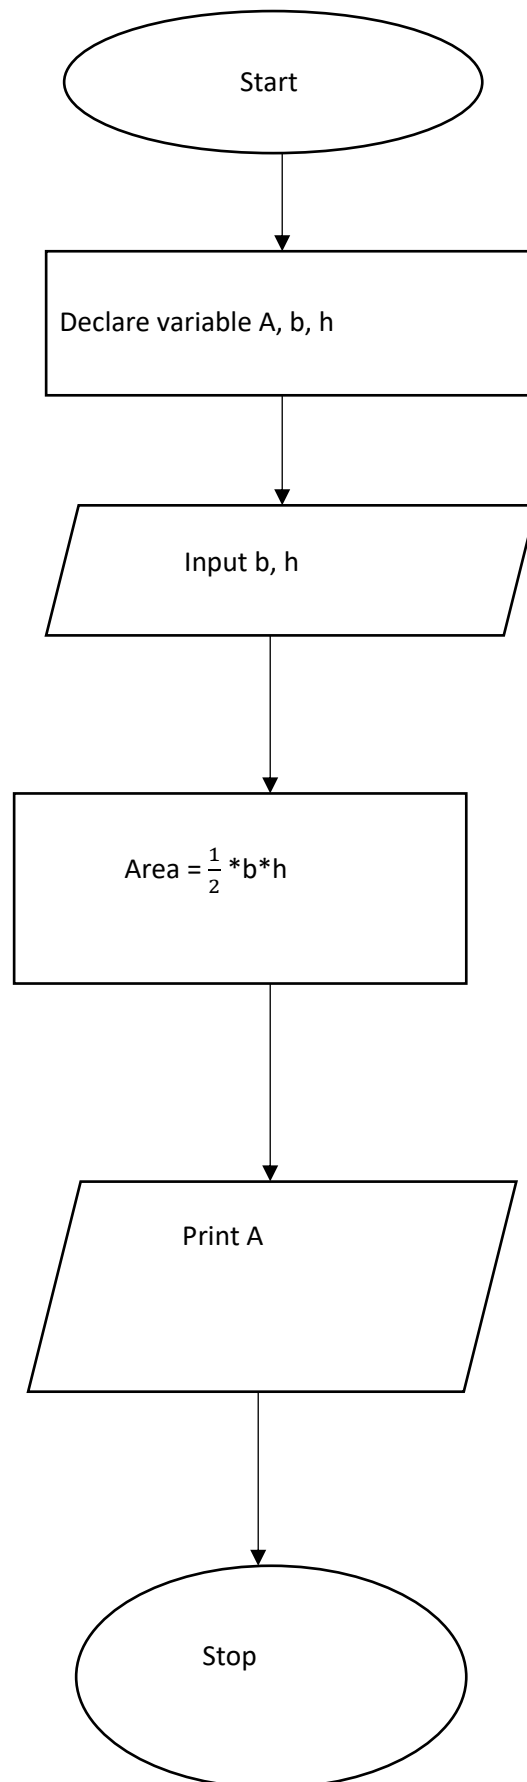 Start
Declare variable A, b, h
Input b, h
Area = 1/2 *b*h
Print A
Stop